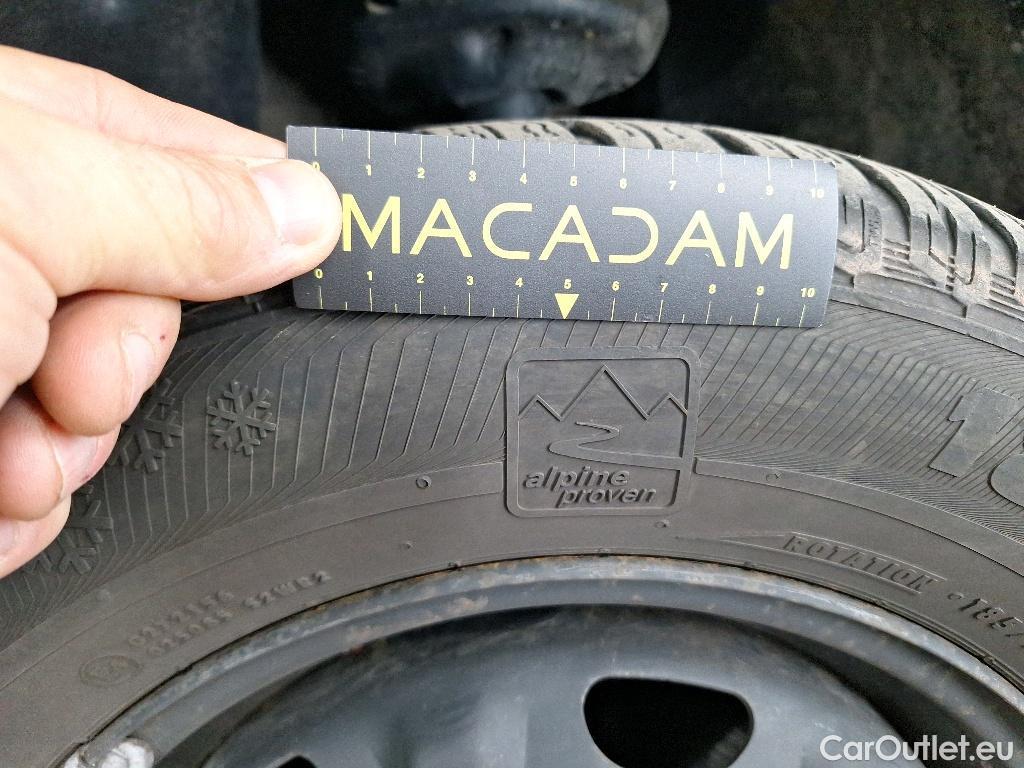 0 1 2 3 4 5 6 7 8 9 10
MACADAM
0 1 2 3 4 5 6 7 8 9 10
alpine
proven
ROTATION
185/
CarOutlet.eu